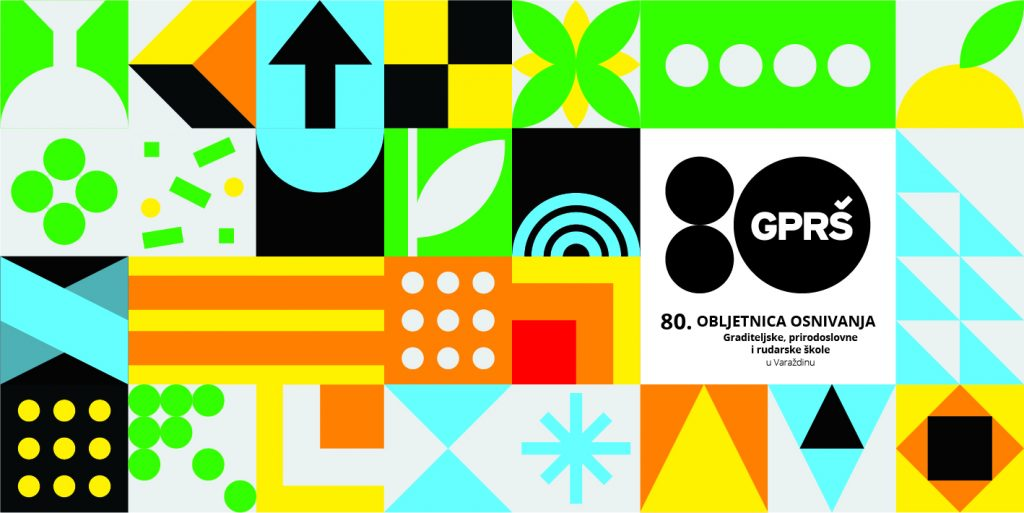 GPRŠ
80. OBLJETNICA OSNIVANJA
Graditeljske, prirodoslovne
i rudarske škole
u Varaždinu